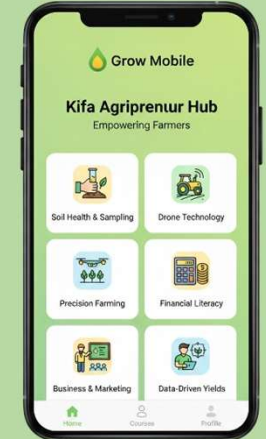 Grow Mobile
Kifa Agriprenur Hub
Empowering Farmers
Soil Health & Sampling
Drone Technology
Precision Farming
Financial Literacy
Business & Marketing
Data-Driven Yields
Home
Courses
Profile